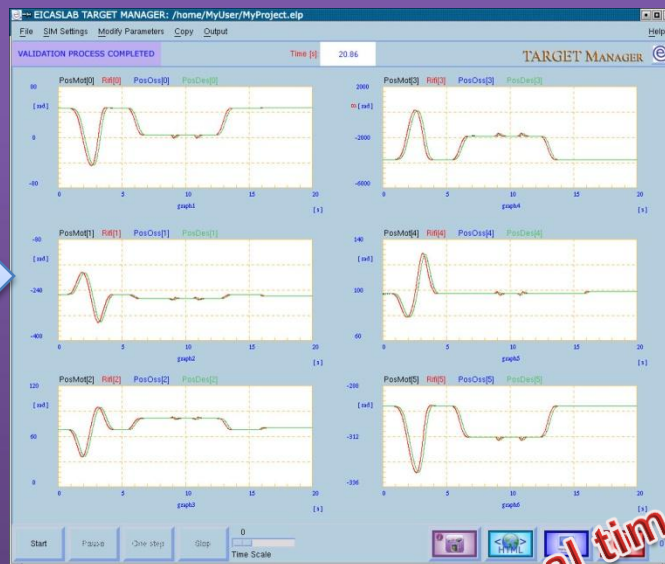 EICASLAB TARGET MANAGER: /home/MyUser/MyProject.elp
File SIM Settings Modify Parameters Copy Output Help
VALIDATION PROCESS COMPLETED Time [s] 20.86 TARGET MANAGER
PosMot[0] Rifi[0] PosOss[0] PosDes[0]
80
[rad]
0
-80
0 5 10 15 20
graph1 [s]
PosMot[3] Rifi[3] PosOss[3] PosDes[3]
2000
[rad]
-2000
-6000
0 5 10 15 20
graph4 [s]
PosMot[1] Rifi[1] PosOss[1] PosDes[1]
-80
[rad]
-240
-400
0 5 10 15 20
graph2 [s]
PosMot[4] Rifi[4] PosOss[4] PosDes[4]
140
[rad]
100
60
0 5 10 15 20
graph5 [s]
PosMot[2] Rifi[2] PosOss[2] PosDes[2]
120
[rad]
60
0
0 5 10 15 20
graph3 [s]
PosMot[5] Rifi[5] PosOss[5] PosDes[5]
-288
[rad]
-312
-336
0 5 10 15 20
graph6 [s]
Start Pause One step Stop
0
Time Scale
HTML
tim